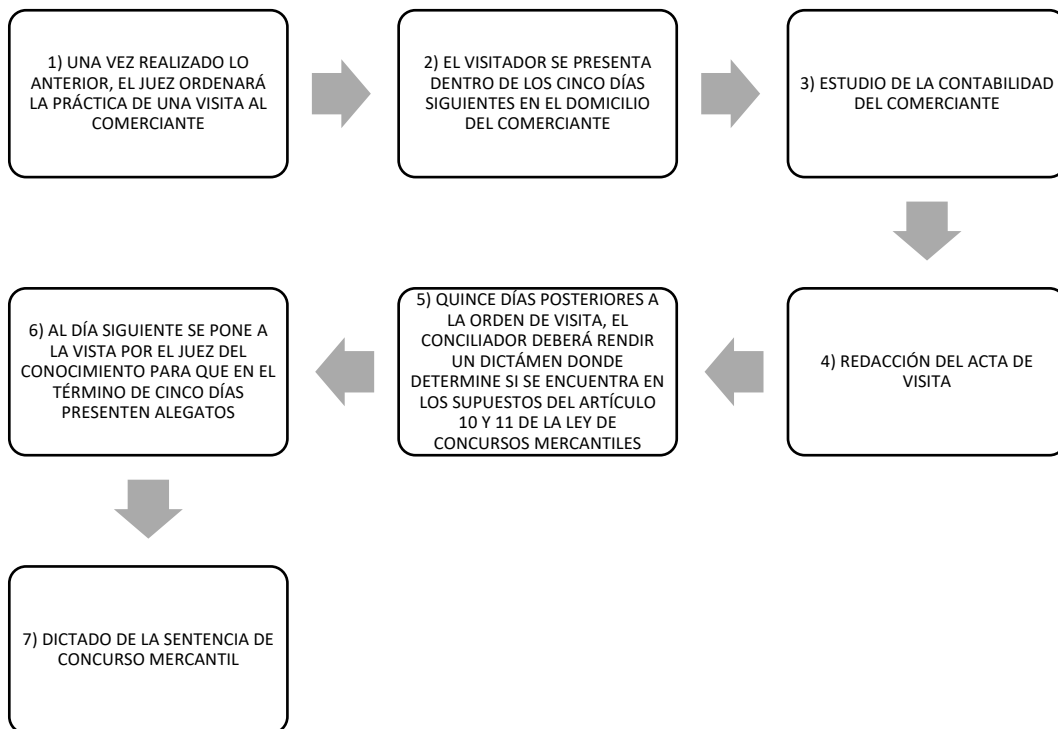 1) UNA VEZ REALIZADO LO
ANTERIOR, EL JUEZ ORDENARÁ
LA PRÁCTICA DE UNA VISITA AL
COMERCIANTE
2) EL VISITADOR SE PRESENTA
DENTRO DE LOS CINCO DÍAS
SIGUIENTES EN EL DOMICILIO
DEL COMERCIANTE
3) ESTUDIO DE LA CONTABILIDAD
DEL COMERCIANTE
4) REDACCIÓN DEL ACTA DE
VISITA
5) QUINCE DÍAS POSTERIORES A
LA ORDEN DE VISITA, EL
CONCILIADOR DEBERÁ RENDIR
UN DICTÁMEN DONDE
DETERMINE SI SE ENCUENTRA EN
LOS SUPUESTOS DEL ARTÍCULO
10 Y 11 DE LA LEY DE
CONCURSOS MERCANTILES
6) AL DÍA SIGUIENTE SE PONE A
LA VISTA POR EL JUEZ DEL
CONOCIMIENTO PARA QUE EN EL
TÉRMINO DE CINCO DÍAS
PRESENTEN ALEGATOS
7) DICTADO DE LA SENTENCIA DE
CONCURSO MERCANTIL